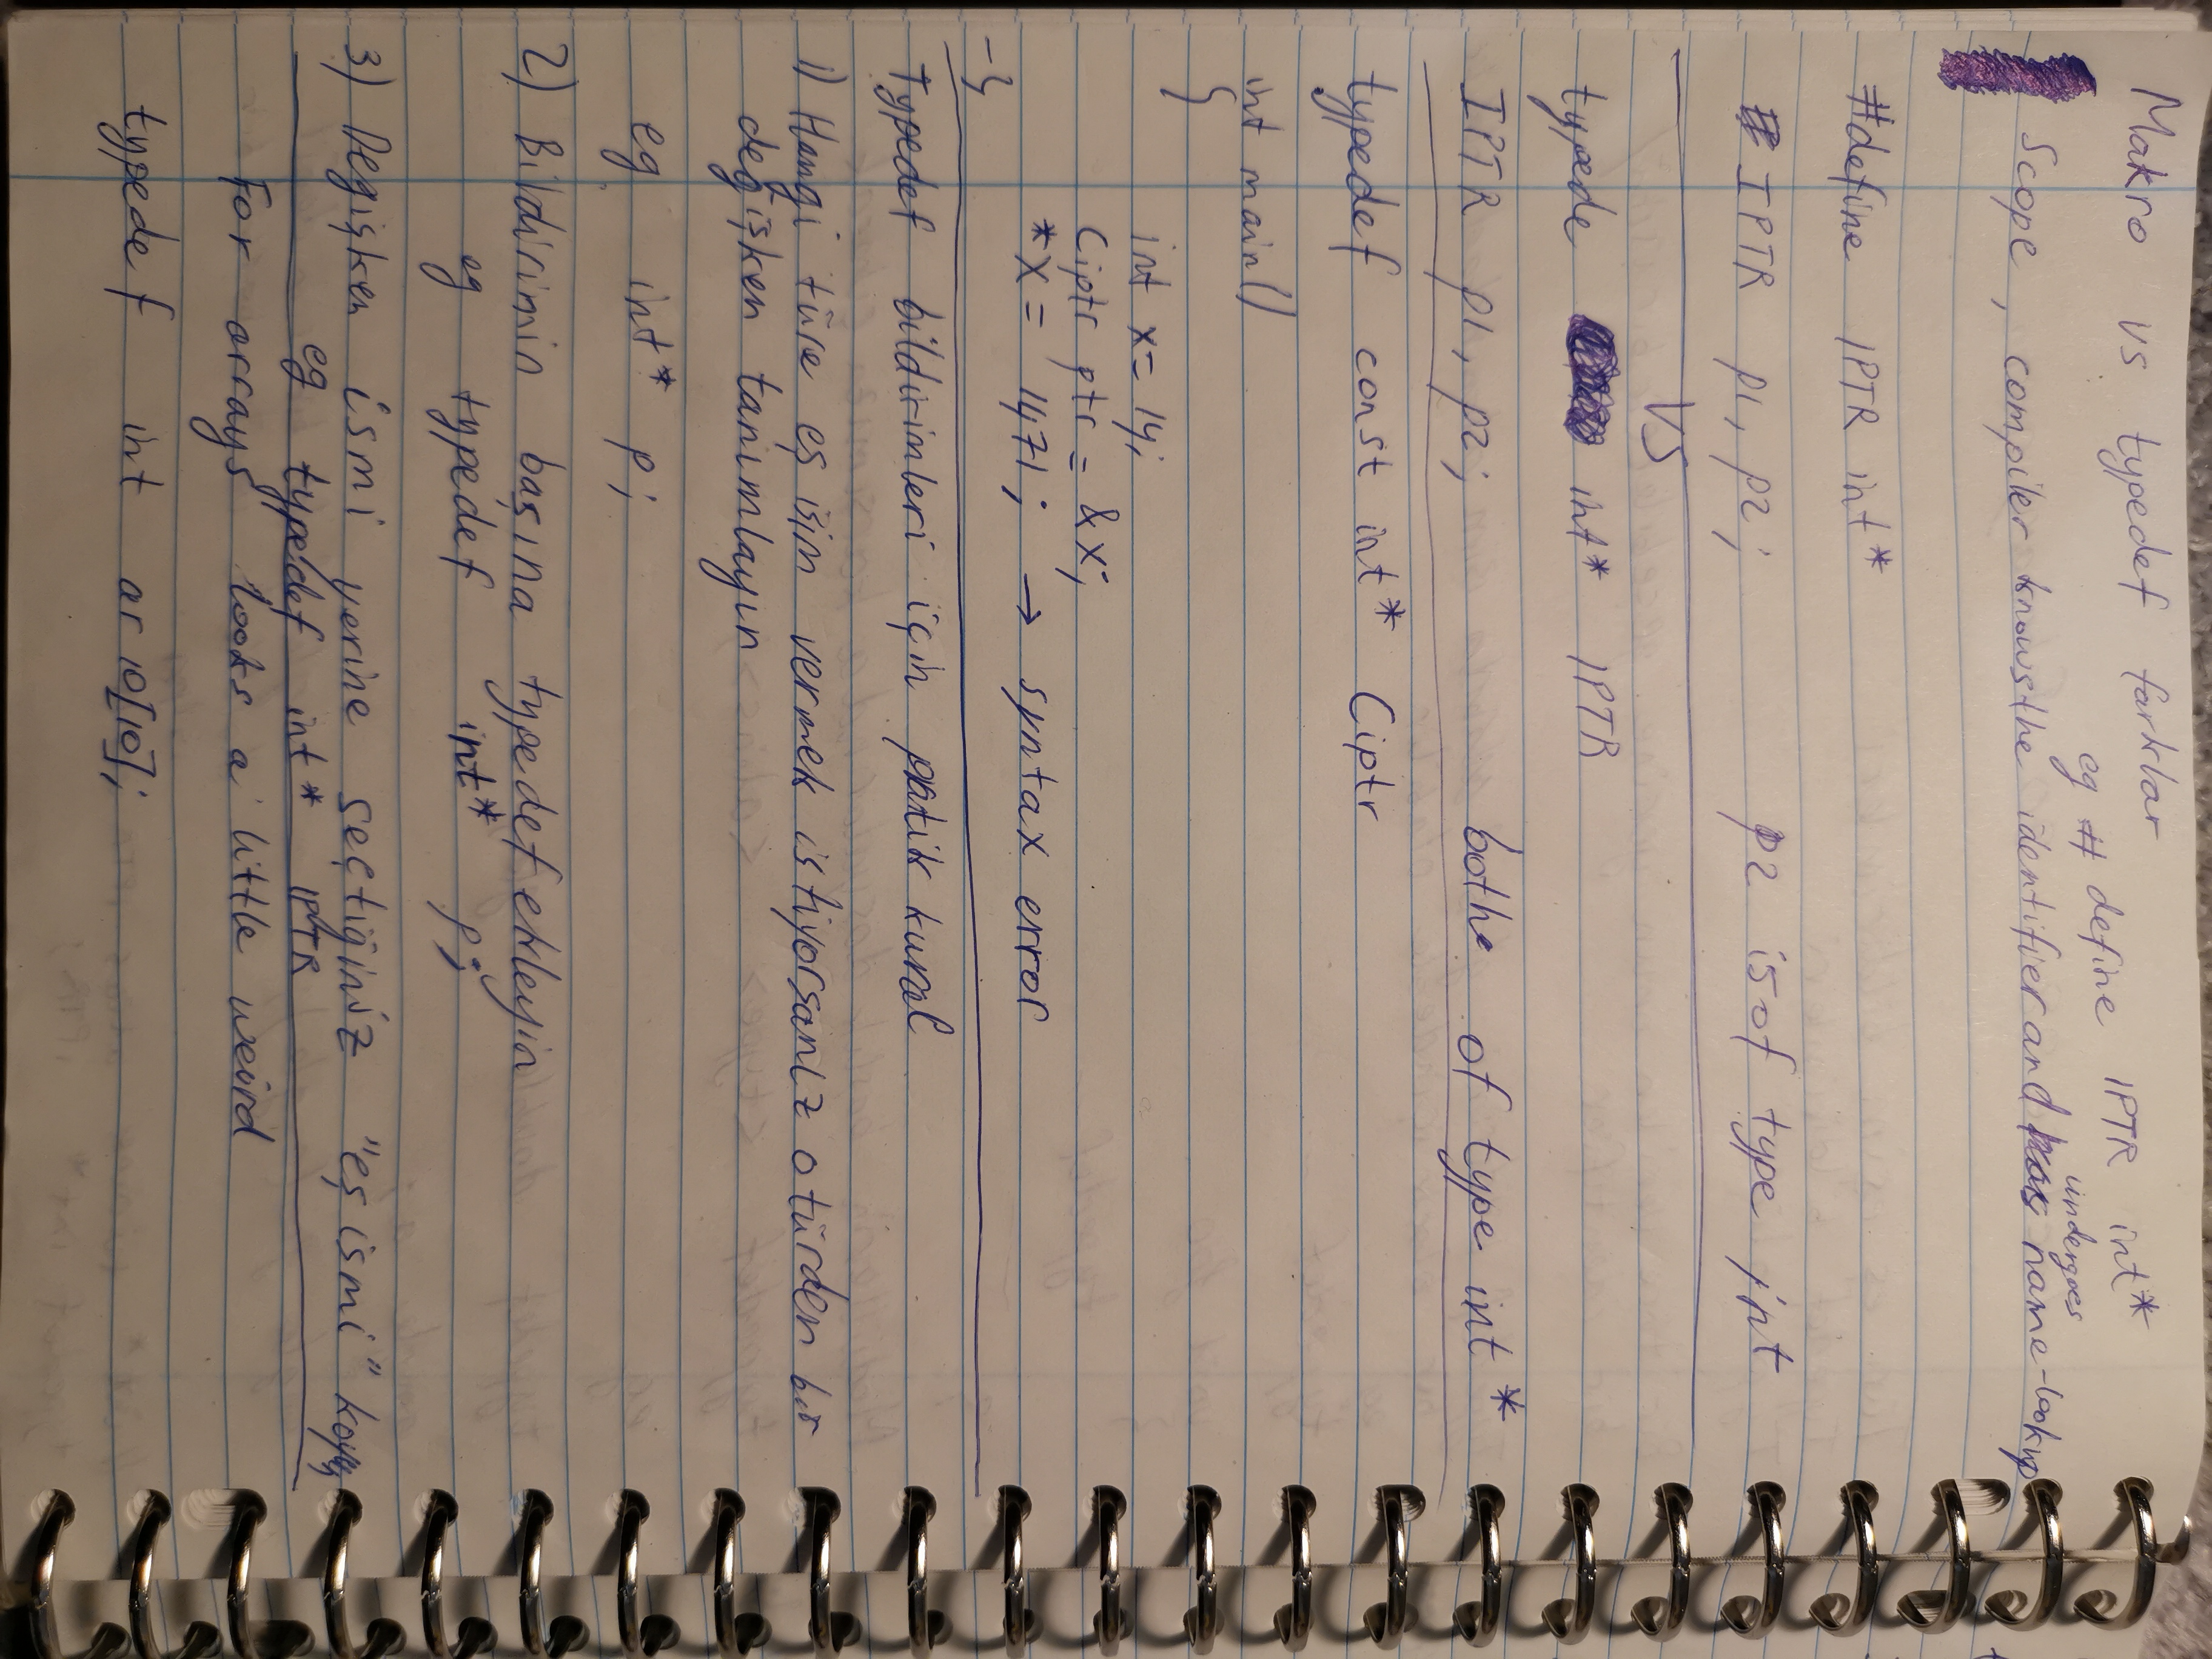 Makro vs typedef farklar
eg # define IPTR int*
undergoes
Scope, compiler knows the identifier and name-lookup
#define IPTR int*
IPTR p1, p2; p2 is of type int
VS
typede int* IPTR
IPTR p1, p2; both of type int*
typedef const int* Ciptr
int main()
{
int x = 14;
Ciptr ptr = &x;
*x = 1471; → syntax error
}
Typedef bildirimleri için pratik kural
1) Hangi türe eş isim vermek istiyorsanız o türden bir
değişken tanımlayın
eg int* p;
2) Bildirimin başına typedef ekleyin
eg typedef int* p;
3) Değişken ismi yerine seçtiğiniz "eş ismi" koyun
eg typedef int* IPTR
For arrays looks a little weird
typedef int ar10[10];